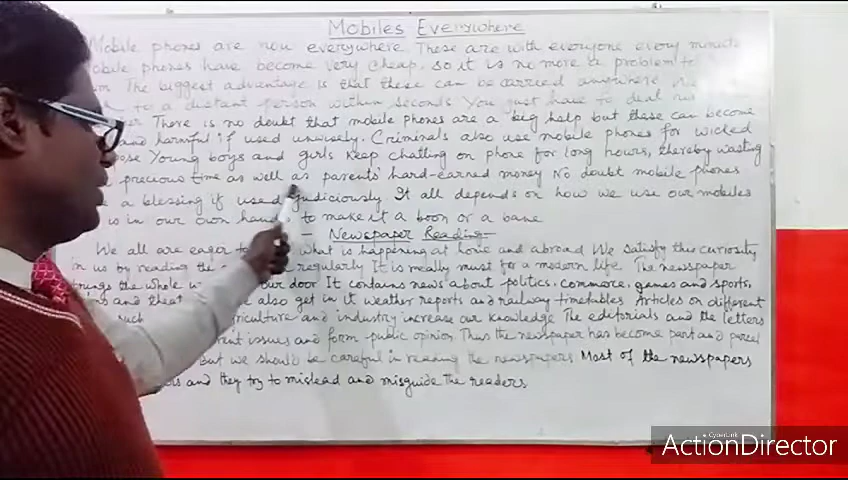 Mobiles Everywhere
Mobile phones are now everywhere. These are with everyone every minute
Mobile phones have become very cheap. so it is no more a problem to
The biggest advantage is that these can be carried anywhere
to a distant person within seconds You just have to deal
There is no doubt that mobile phones are a big help but these can become
and harmful if used unwisely. Criminals also use mobile phones for wicked
Young boys and girls keep chatting on phone for long hours, thereby wasting
precious time as well as parents' hard-earned money No doubt mobile phones
a blessing if used judiciously It all depends on how we use our mobiles
is in our own to make it a boon or a bane
Newspaper Reading
We all are eager to what is happening at home and abroad We satisfy this curiosity
in us by reading the regularly It is really must for a modern life The newspaper
the whole our door It contains news about politics, commerce, games and sports,
and also get in it weather reports and railway timetables Articles on different
such and industry increase our knowledge The editorials and the letters
issues and form public opinion Thus the newspaper has become part and parcel
But we should be careful in reading the newspapers Most of the newspapers
and they try to mislead and misguide the readers
CyberLink
ActionDirector